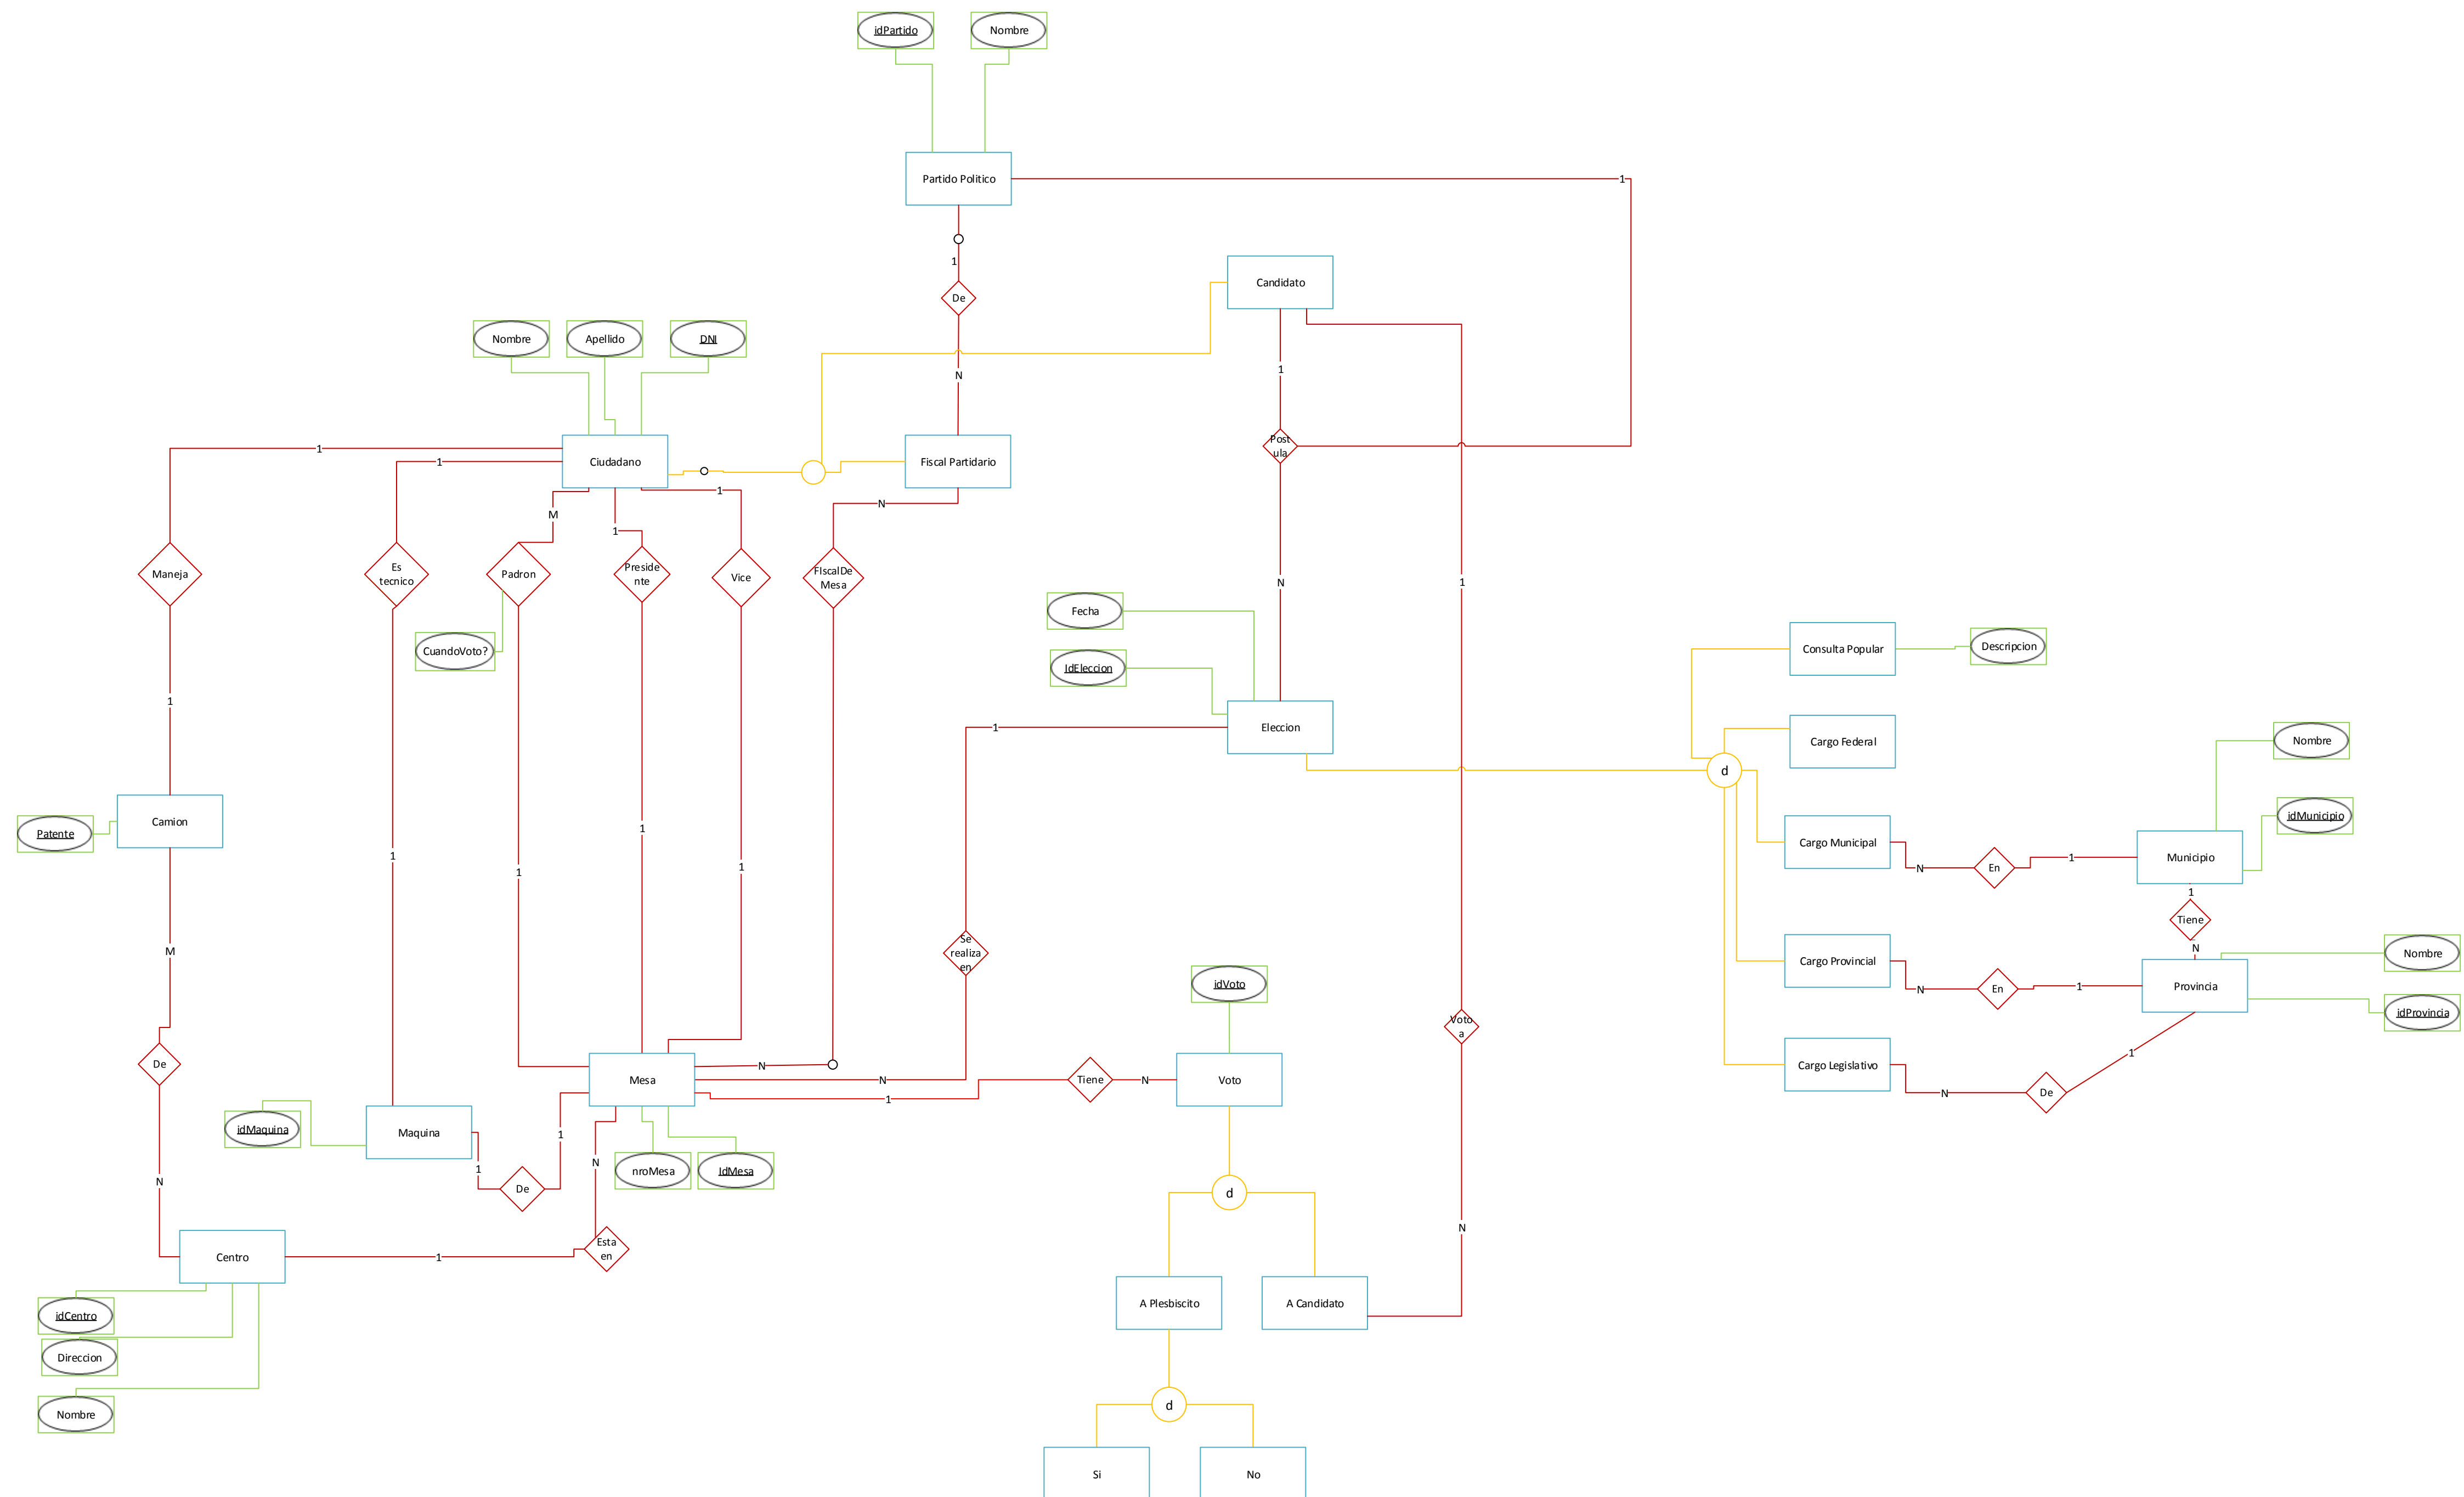 idPartido
Nombre
Partido Politico
1
1
De
Candidato
Nombre
Apellido
DNI
N
1
1
1
Ciudadano
Fiscal Partidario
Post
ula
1
N
M
1
Maneja
Es
tecnico
Padron
Preside
nte
Vice
FIscalDe
Mesa
N
1
Fecha
CuandoVoto?
IdEleccion
Consulta Popular
Descripcion
1
Eleccion
1
Cargo Federal
Nombre
Camion
Patente
1
1
1
1
Cargo Municipal
idMunicipio
Municipio
N
En
1
1
Tiene
N
M
Se
realiza
en
Nombre
Cargo Provincial
N
En
1
Provincia
idVoto
idProvincia
Voto
a
De
N
Mesa
N
1
Tiene
N
Voto
Cargo Legislativo
N
De
1
idMaquina
Maquina
1
1
De
N
nroMesa
IdMesa
N
d
Centro
1
Esta
en
N
idCentro
Direccion
Nombre
A Plesbiscito
A Candidato
d
Si
No
d